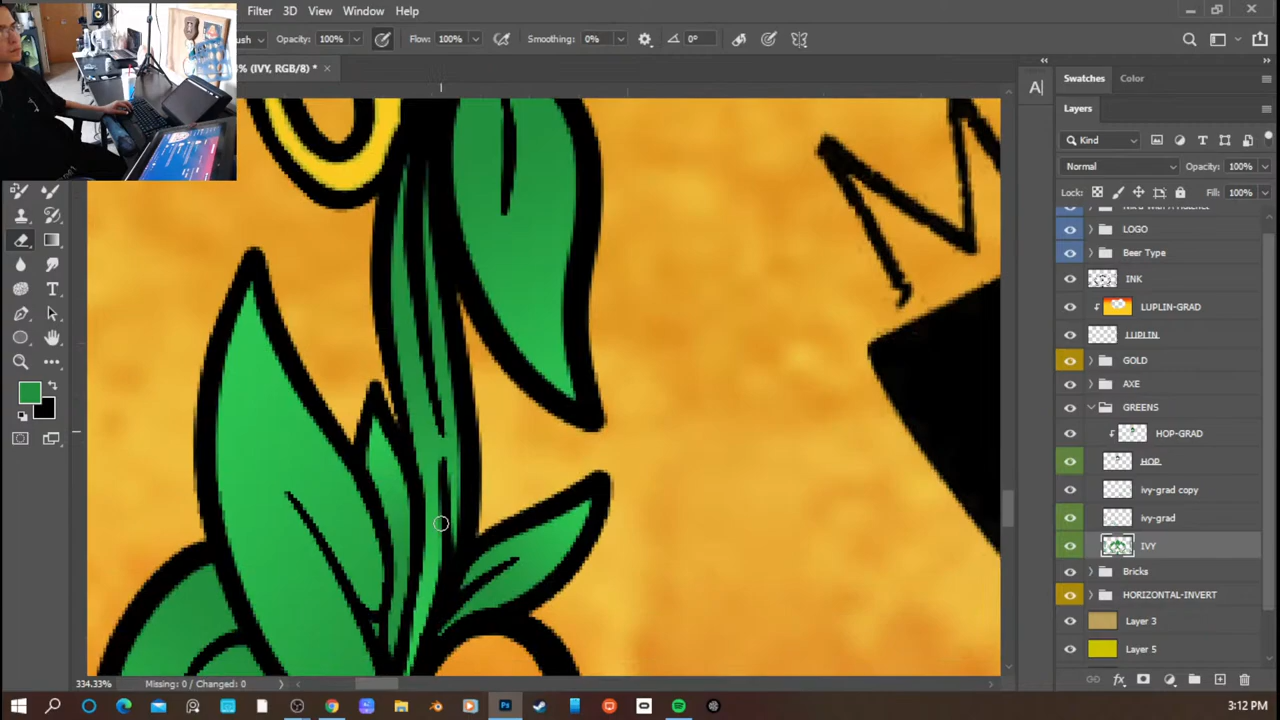 Filter 3D View Window Help
Opacity: 100% Flow: 100% Smoothing: 0% 0°
(IVY, RGB/8) *
Swatches Color
Layers
Kind
Normal Opacity: 100%
Lock: Fill: 100%
LOGO
Beer Type
INK
LUPLIN-GRAD
LUPLIN
GOLD
AXE
GREENS
HOP-GRAD
HOP
ivy-grad copy
ivy-grad
IVY
Bricks
HORIZONTAL-INVERT
Layer 3
Layer 5
334.33% Missing: 0 / Changed: 0
3:12 PM